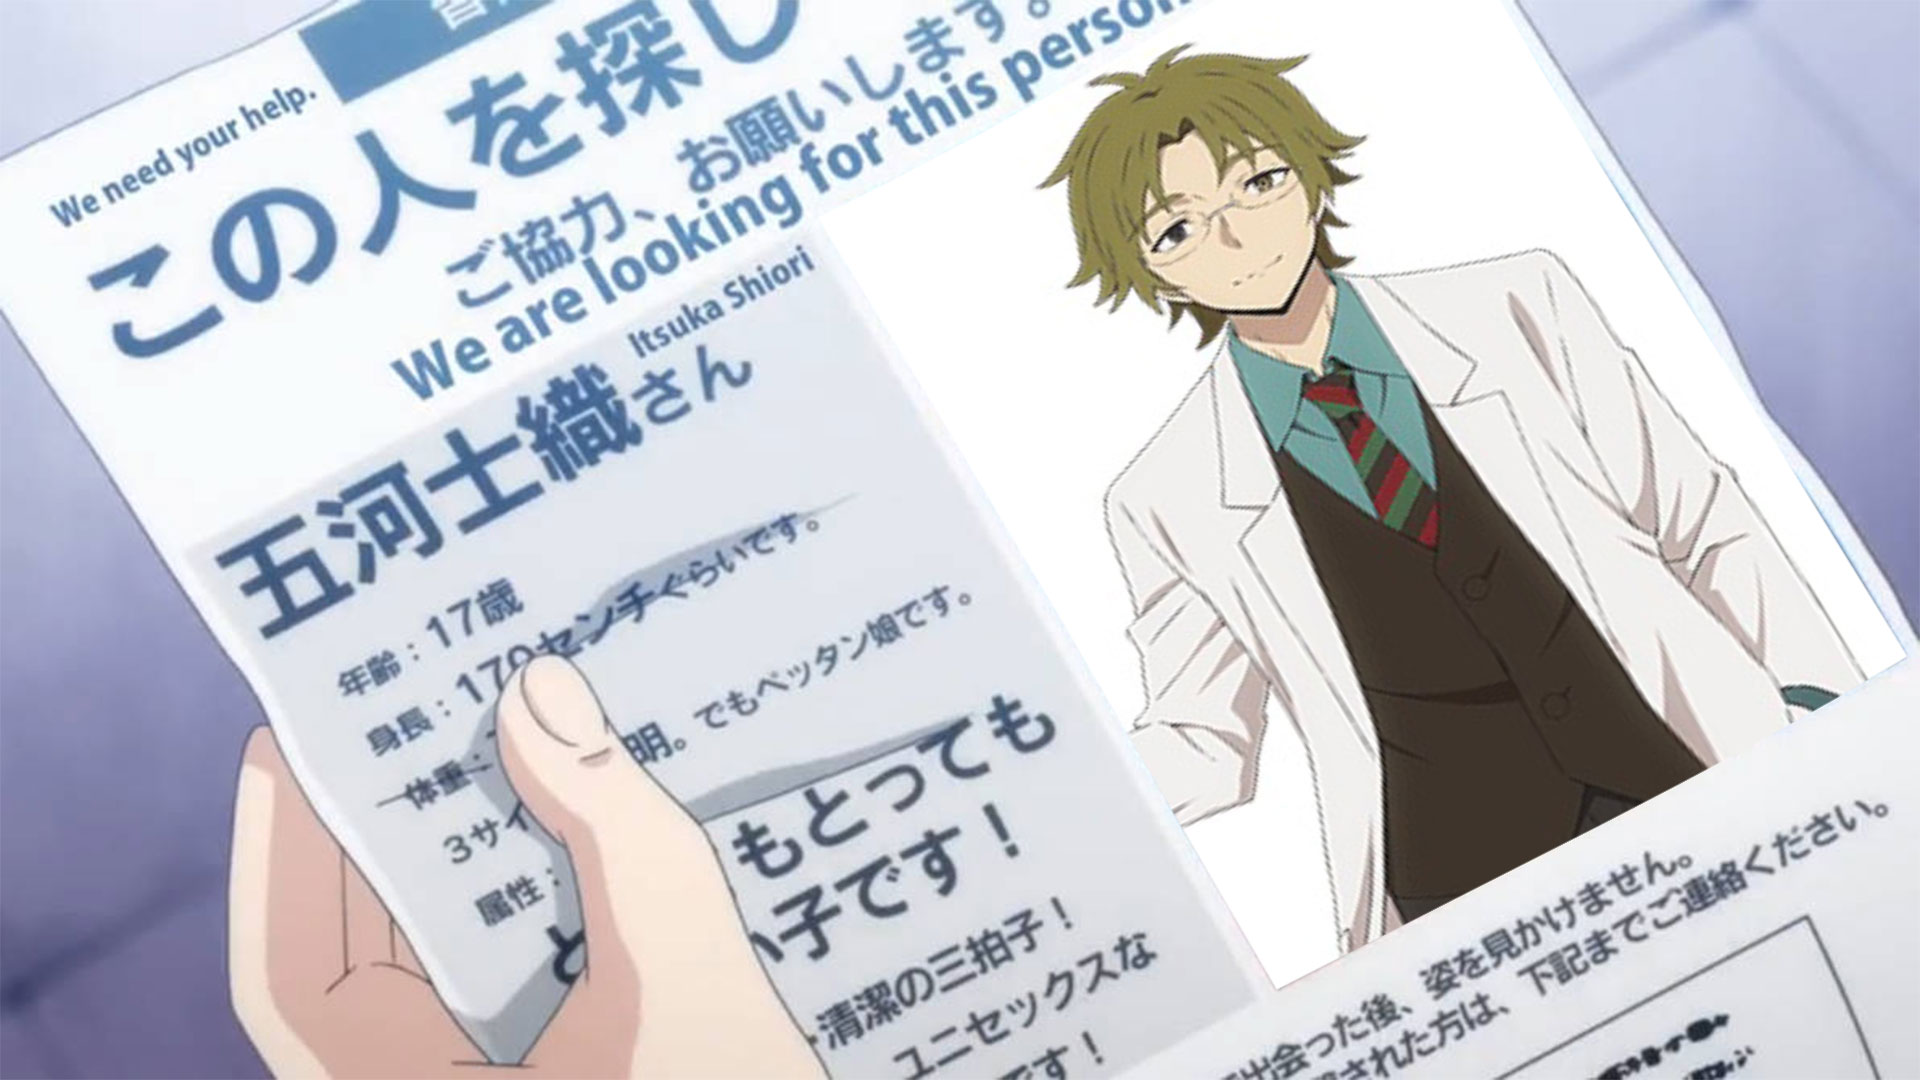 We need your help.
この人を探し
ご協力、お願いします。
We are looking for this person
Itsuka Shiori
五河士織さん
年齢：17歳
身長：170センチぐらいです。
体重：
明。でもペッタン娘です。
3サイ
属性：
もとっても
と
い子です！
清潔の三拍子！
ユニセックスな
です！
出会った後、姿を見かけません。
された方は、下記までご連絡ください。